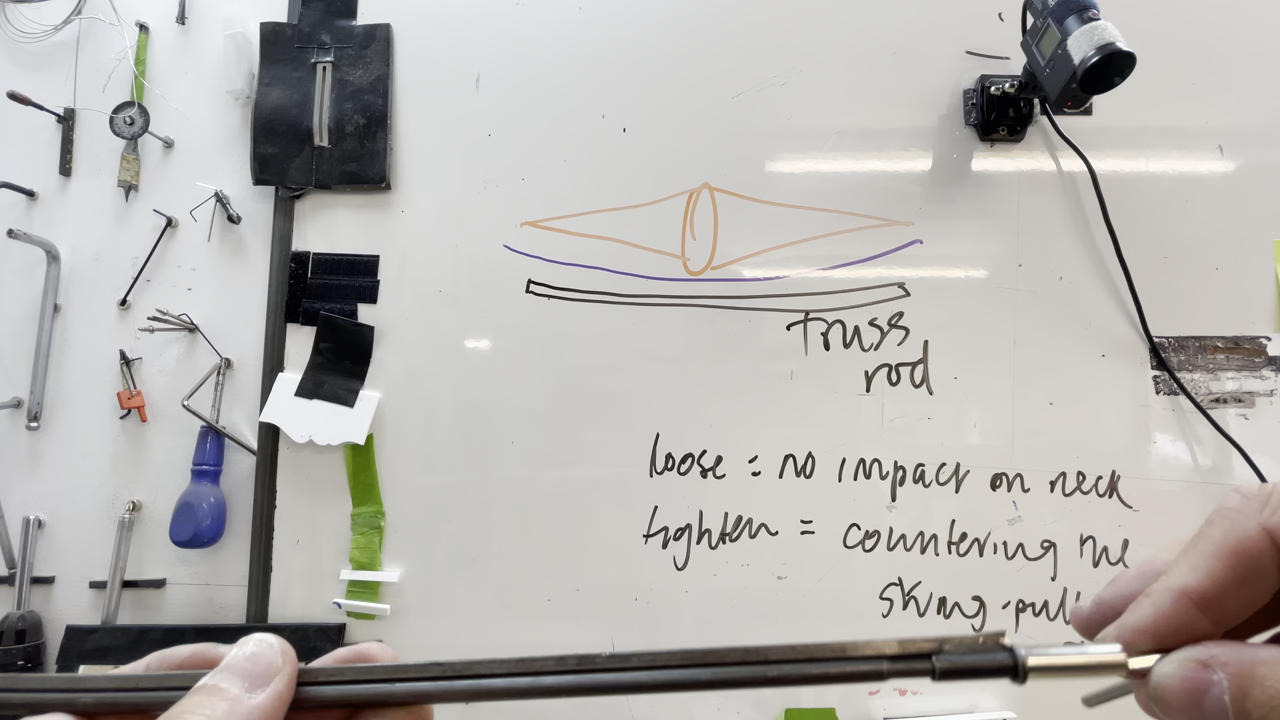 truss
rod
loose = no impact on neck
tighten = countering the
string-pull